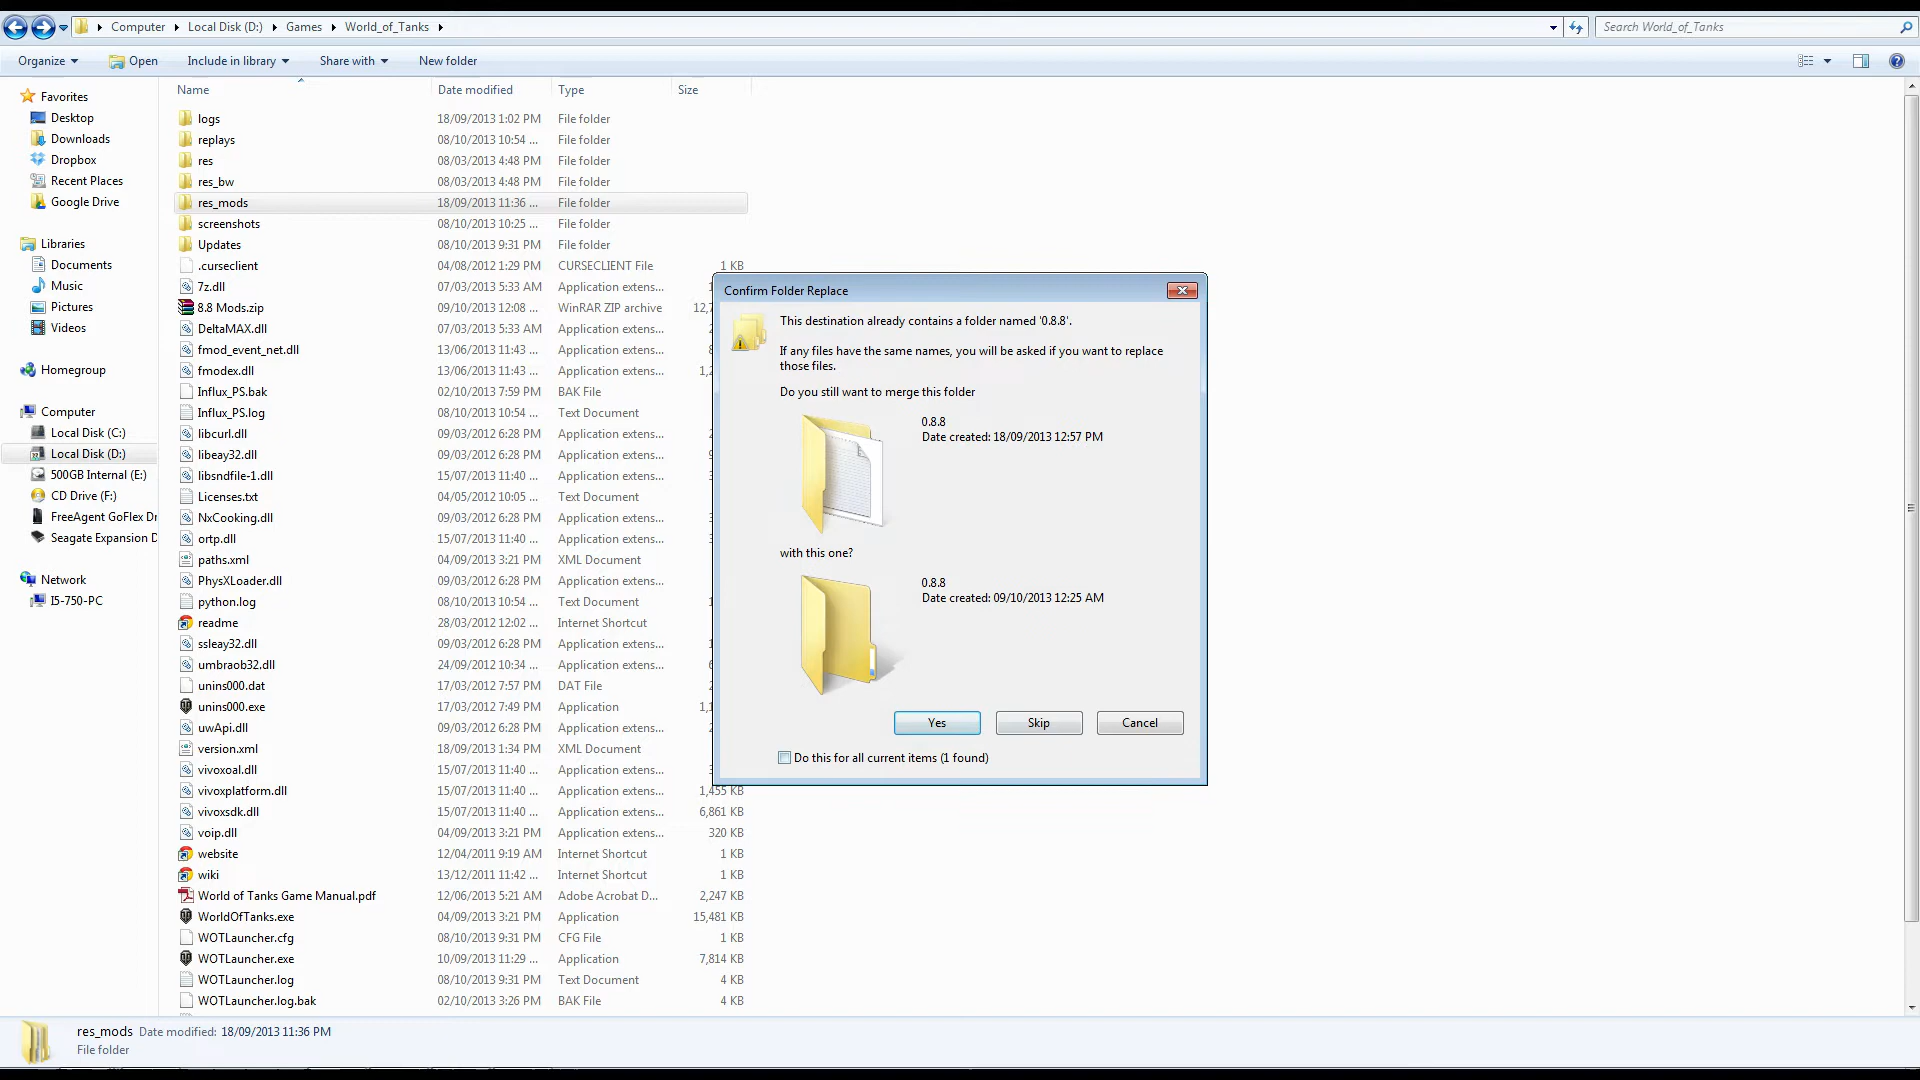 Computer Local Disk (D:) Games World_of_Tanks Search World_of_Tanks
Organize Open Include in library Share with New folder
Name Date modified Type Size
Favorites
Desktop
Downloads
Dropbox
Recent Places
Google Drive
Libraries
Documents
Music
Pictures
Videos
Homegroup
Computer
Local Disk (C:)
Local Disk (D:)
500GB Internal (E:)
CD Drive (F:)
FreeAgent GoFlex Dr
Seagate Expansion D
Network
I5-750-PC
logs 18/09/2013 1:02 PM File folder
replays 08/10/2013 10:54 ... File folder
res 08/03/2013 4:48 PM File folder
res_bw 08/03/2013 4:48 PM File folder
res_mods 18/09/2013 11:36 ... File folder
screenshots 08/10/2013 10:25 ... File folder
Updates 08/10/2013 9:31 PM File folder
.curseclient 04/08/2012 1:29 PM CURSECLIENT File 1 KB
7z.dll 07/03/2013 5:33 AM Application extens...
8.8 Mods.zip 09/10/2013 12:08 ... WinRAR ZIP archive 12,7
DeltaMAX.dll 07/03/2013 5:33 AM Application extens...
fmod_event_net.dll 13/06/2013 11:43 ... Application extens...
fmodex.dll 13/06/2013 11:43 ... Application extens... 1,2
Influx_PS.bak 02/10/2013 7:59 PM BAK File
Influx_PS.log 08/10/2013 10:54 ... Text Document
libcurl.dll 09/03/2012 6:28 PM Application extens...
libeay32.dll 09/03/2012 6:28 PM Application extens...
libsndfile-1.dll 15/07/2013 11:40 ... Application extens...
Licenses.txt 04/05/2012 10:05 ... Text Document
NxCooking.dll 09/03/2012 6:28 PM Application extens...
ortp.dll 15/07/2013 11:40 ... Application extens...
paths.xml 04/09/2013 3:21 PM XML Document
PhysXLoader.dll 09/03/2012 6:28 PM Application extens...
python.log 08/10/2013 10:54 ... Text Document
readme 28/03/2012 12:02 ... Internet Shortcut
ssleay32.dll 09/03/2012 6:28 PM Application extens...
umbraob32.dll 24/09/2012 10:34 ... Application extens...
unins000.dat 17/03/2012 7:57 PM DAT File
unins000.exe 17/03/2012 7:49 PM Application 1,1
uwApi.dll 09/03/2012 6:28 PM Application extens...
version.xml 18/09/2013 1:34 PM XML Document
vivoxoal.dll 15/07/2013 11:40 ... Application extens...
vivoxplatform.dll 15/07/2013 11:40 ... Application extens... 1,455 KB
vivoxsdk.dll 15/07/2013 11:40 ... Application extens... 6,861 KB
voip.dll 04/09/2013 3:21 PM Application extens... 320 KB
website 12/04/2011 9:19 AM Internet Shortcut 1 KB
wiki 13/12/2011 11:42 ... Internet Shortcut 1 KB
World of Tanks Game Manual.pdf 12/06/2013 5:21 AM Adobe Acrobat D... 2,247 KB
WorldOfTanks.exe 04/09/2013 3:21 PM Application 15,481 KB
WOTLauncher.cfg 08/10/2013 9:31 PM CFG File 1 KB
WOTLauncher.exe 10/09/2013 11:29 ... Application 7,814 KB
WOTLauncher.log 08/10/2013 9:31 PM Text Document 4 KB
WOTLauncher.log.bak 02/10/2013 3:26 PM BAK File 4 KB
Confirm Folder Replace
This destination already contains a folder named '0.8.8'.
If any files have the same names, you will be asked if you want to replace
those files.
Do you still want to merge this folder
0.8.8
Date created: 18/09/2013 12:57 PM
with this one?
0.8.8
Date created: 09/10/2013 12:25 AM
Yes Skip Cancel
Do this for all current items (1 found)
res_mods Date modified: 18/09/2013 11:36 PM
File folder